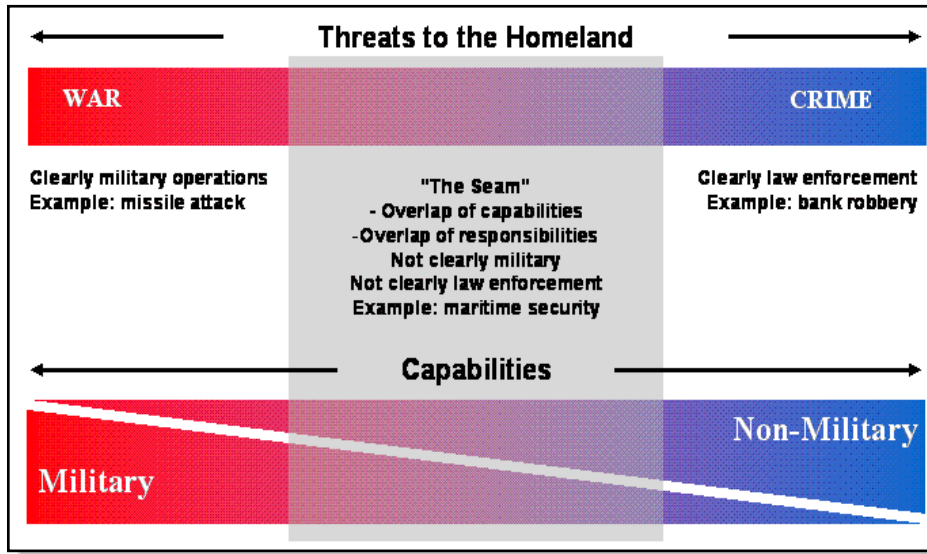 Threats to the Homeland
WAR
CRIME
Clearly military operations
Example: missile attack
"The Seam"
- Overlap of capabilities
-Overlap of responsibilities
Not clearly military
Not clearly law enforcement
Example: maritime security
Clearly law enforcement
Example: bank robbery
Capabilities
Military
Non-Military